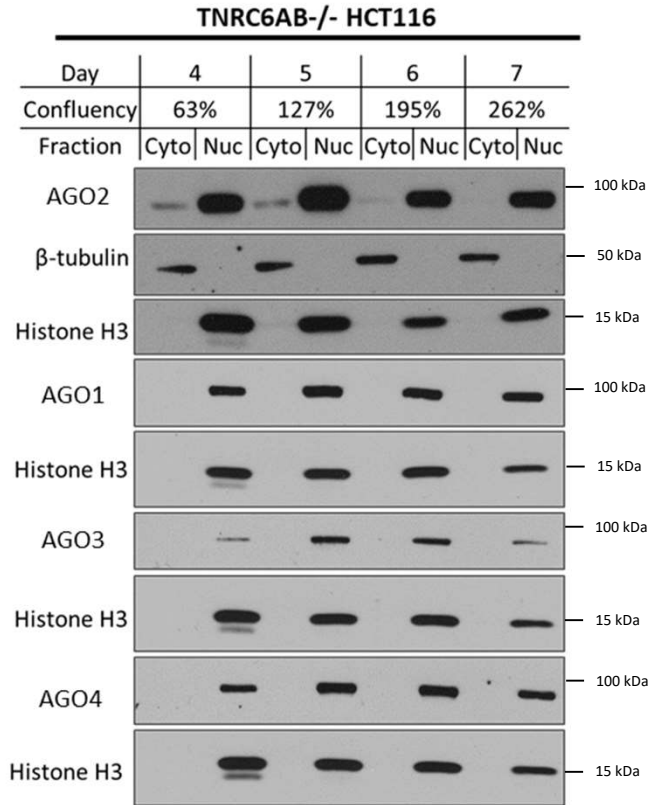 TNRC6AB-/- HCT116
Day 4 5 6 7
Confluency 63% 127% 195% 262%
Fraction Cyto Nuc Cyto Nuc Cyto Nuc Cyto Nuc
AGO2 100 kDa
β-tubulin 50 kDa
Histone H3 15 kDa
AGO1 100 kDa
Histone H3 15 kDa
AGO3 100 kDa
Histone H3 15 kDa
AGO4 100 kDa
Histone H3 15 kDa